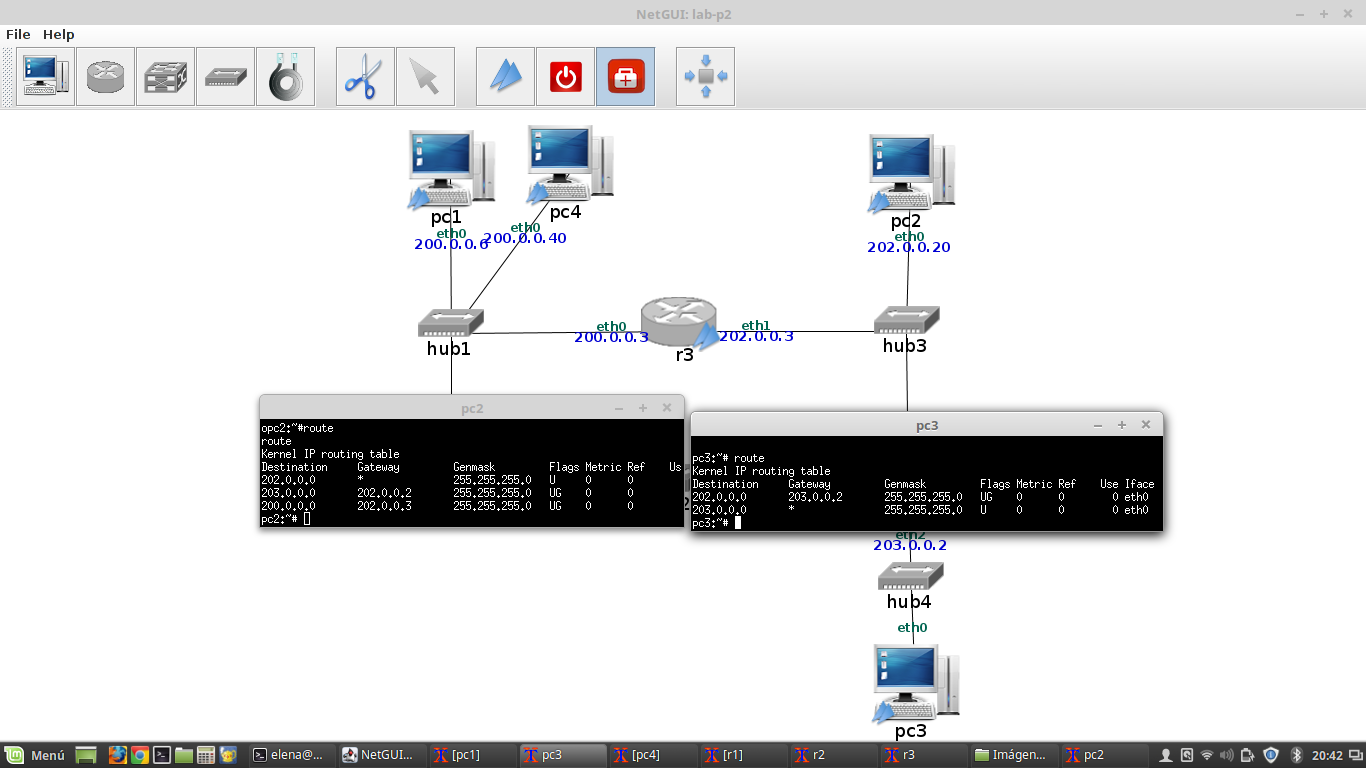 NetGUI: lab-p2
File Help
pc1
pc4
pc2
eth0
200.0.0.6
eth0
200.0.0.40
eth0
202.0.0.20
hub1
eth0
200.0.0.3
r3
eth1
202.0.0.3
hub3
pc2
opc2:~#route
route
Kernel IP routing table
Destination Gateway Genmask Flags Metric Ref Us
202.0.0.0 * 255.255.255.0 U 0 0
203.0.0.0 202.0.0.2 255.255.255.0 UG 0 0
200.0.0.0 202.0.0.3 255.255.255.0 UG 0 0
pc2:~#
pc3
pc3:~# route
Kernel IP routing table
Destination Gateway Genmask Flags Metric Ref Use Iface
202.0.0.0 203.0.0.2 255.255.255.0 UG 0 0 0 eth0
203.0.0.0 * 255.255.255.0 U 0 0 0 eth0
pc3:~#
eth2
203.0.0.2
hub4
eth0
pc3
Menú elena@... NetGUI... [pc1] pc3 [pc4] [r1] r2 r3 Imágen... pc2 20:42